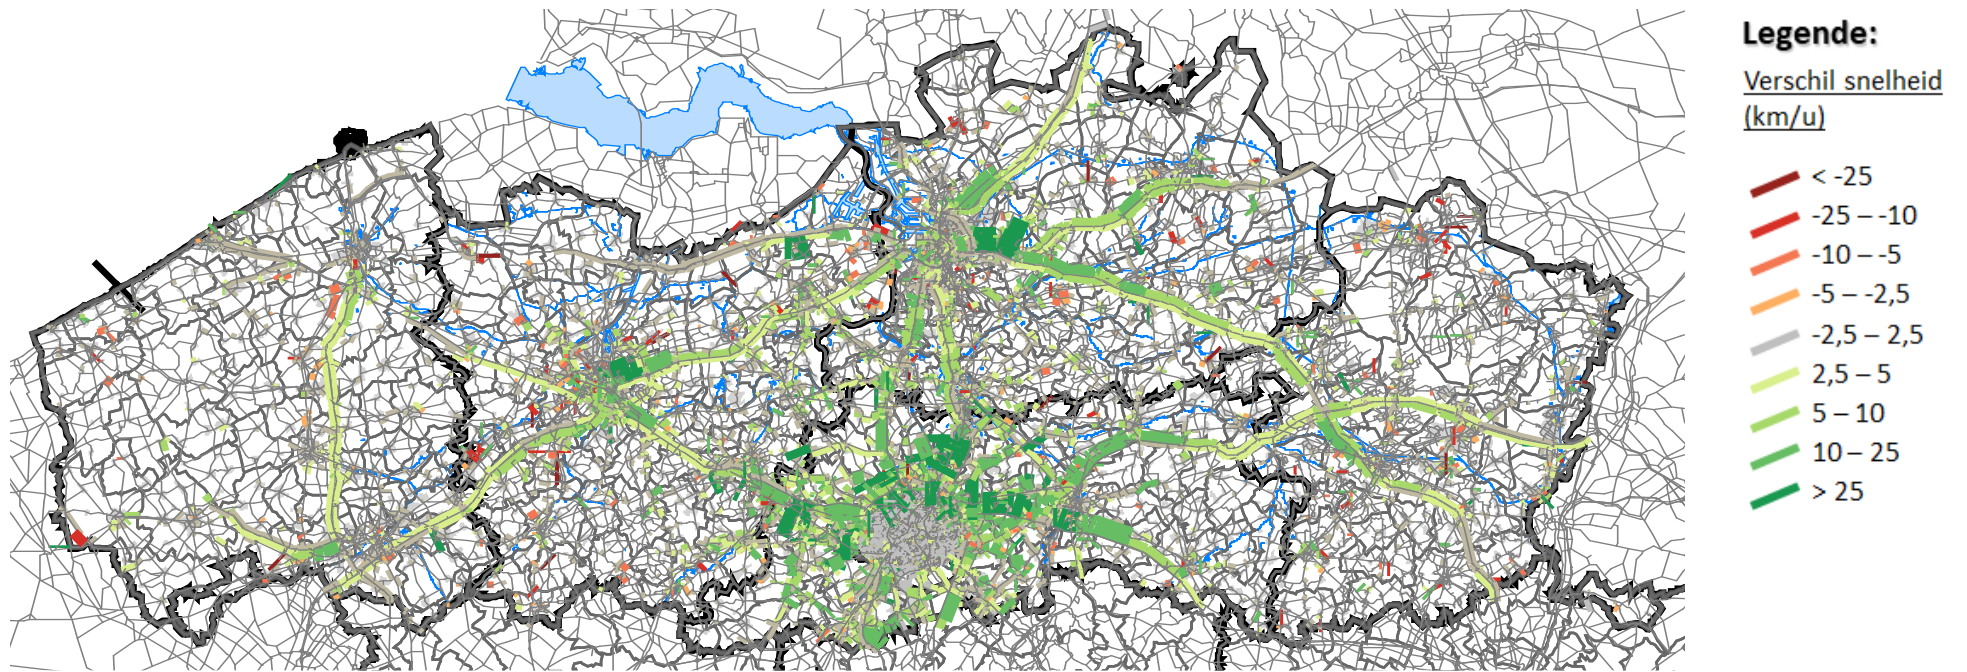 Legende:
Verschil snelheid
(km/u)
< -25
-25 – -10
-10 – -5
-5 – -2,5
-2,5 – 2,5
2,5 – 5
5 – 10
10 – 25
> 25